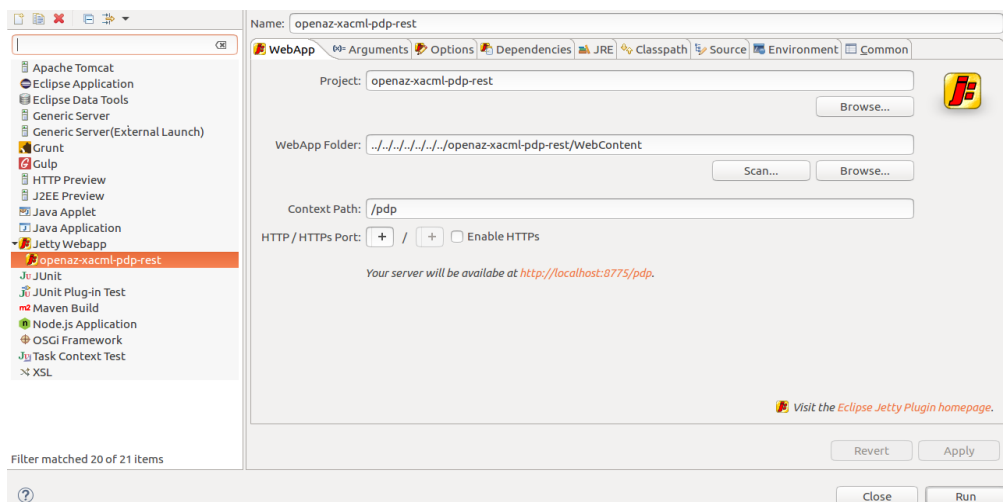 Name: openaz-xacml-pdp-rest
WebApp Arguments Options Dependencies JRE Classpath Source Environment Common
Apache Tomcat
Eclipse Application
Eclipse Data Tools
Generic Server
Generic Server(External Launch)
Grunt
Gulp
HTTP Preview
J2EE Preview
Java Applet
Java Application
Jetty Webapp
openaz-xacml-pdp-rest
JUnit
JUnit Plug-in Test
Maven Build
Node.js Application
OSGi Framework
Task Context Test
XSL
Filter matched 20 of 21 items
Project: openaz-xacml-pdp-rest
Browse...
WebApp Folder: ../../../../../../../openaz-xacml-pdp-rest/WebContent
Scan... Browse...
Context Path: /pdp
HTTP / HTTPs Port: + / + Enable HTTPs
Your server will be availabe at http://localhost:8775/pdp.
Visit the Eclipse Jetty Plugin homepage.
Revert Apply
Close Run